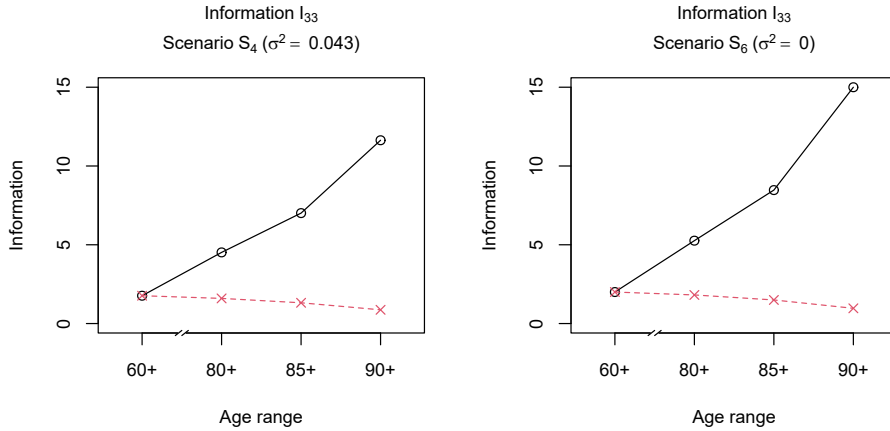 Information I₃₃
Scenario S₄ (σ² = 0.043)
15
10
5
0
Information
60+
80+
85+
90+
Age range
Information I₃₃
Scenario S₆ (σ² = 0)
15
10
5
0
Information
60+
80+
85+
90+
Age range